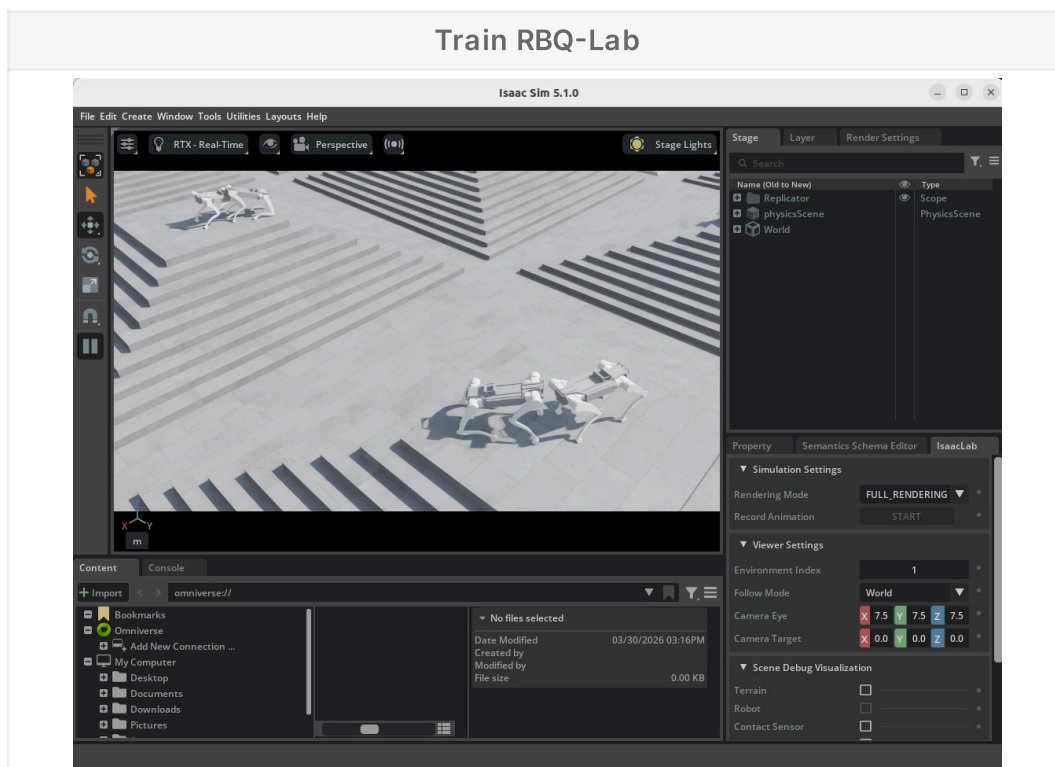 Train RBQ-Lab
Isaac Sim 5.1.0
File Edit Create Window Tools Utilities Layouts Help
RTX - Real-Time
Perspective
Stage Lights
Stage Layer Render Settings
Search
Name (Old to New) Type
Replicator Scope
physicsScene PhysicsScene
World
X Y
m
Property Semantics Schema Editor IsaacLab
Simulation Settings
Rendering Mode FULL_RENDERING
Record Animation START
Viewer Settings
Environment Index 1
Follow Mode World
Camera Eye X 7.5 Y 7.5 Z 7.5
Camera Target X 0.0 Y 0.0 Z 0.0
Scene Debug Visualization
Terrain
Robot
Contact Sensor
Content Console
+ Import omniverse://
Bookmarks
Omniverse
Add New Connection ...
My Computer
Desktop
Documents
Downloads
Pictures
No files selected
Date Modified 03/30/2026 03:16PM
Created by
Modified by
File size 0.00 KB